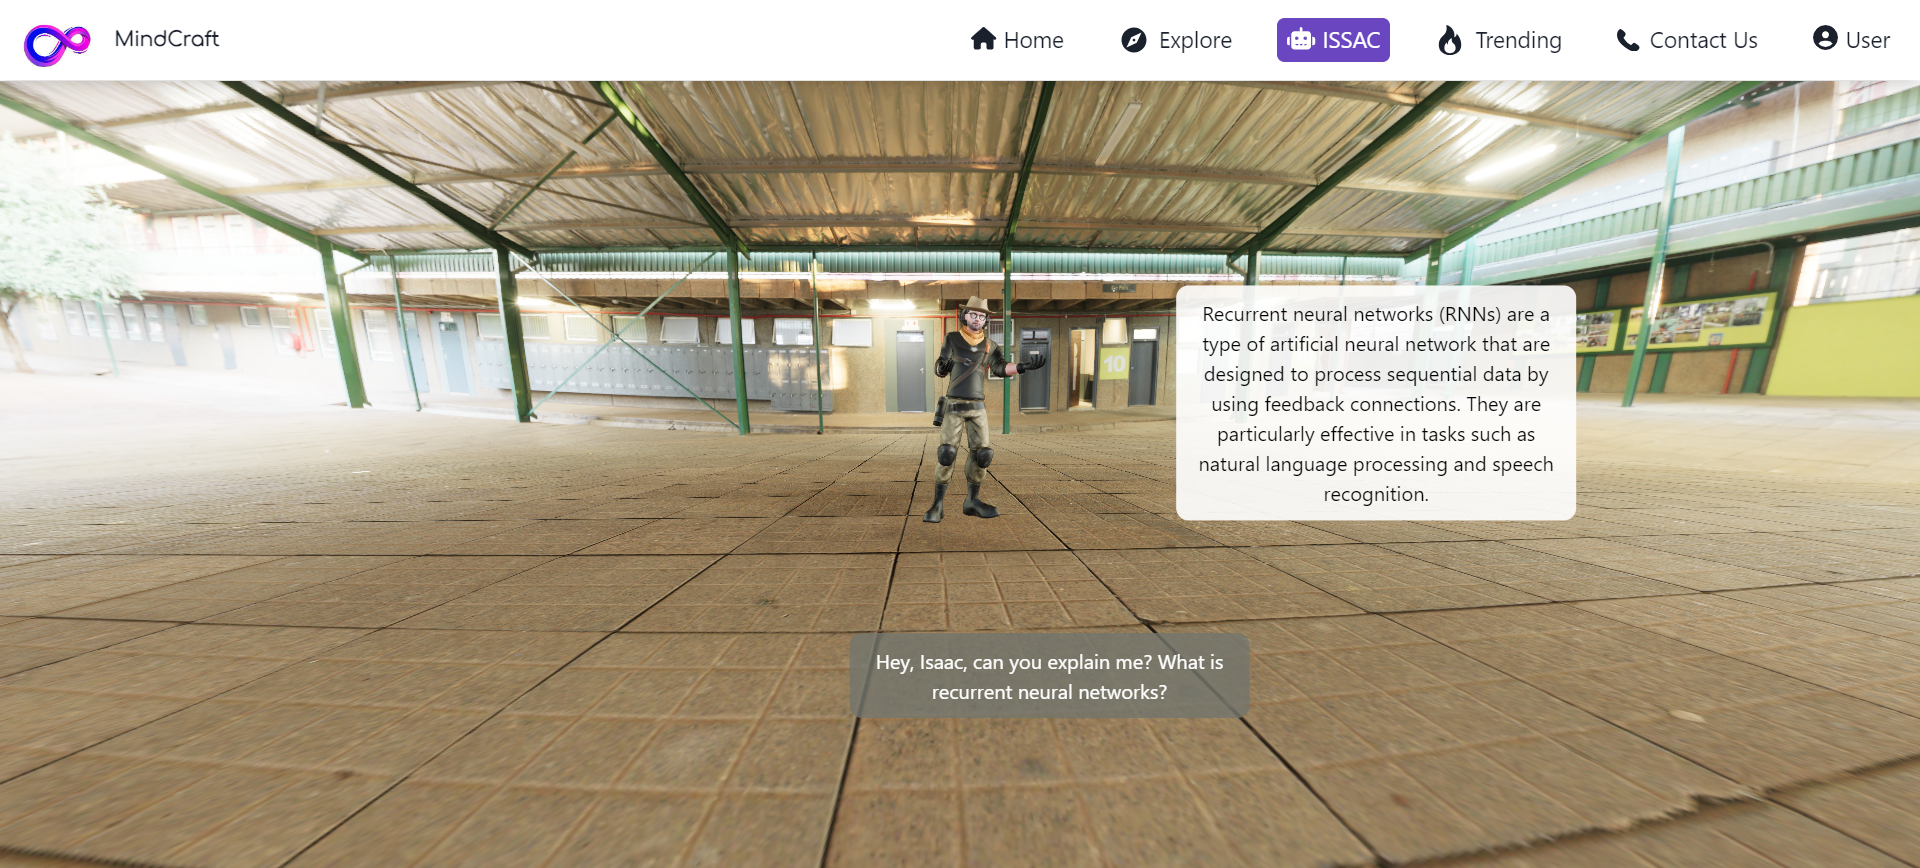 MindCraft
Home
Explore
ISSAC
Trending
Contact Us
User
10
Recurrent neural networks (RNNs) are a
type of artificial neural network that are
designed to process sequential data by
using feedback connections. They are
particularly effective in tasks such as
natural language processing and speech
recognition.
Hey, Isaac, can you explain me? What is
recurrent neural networks?